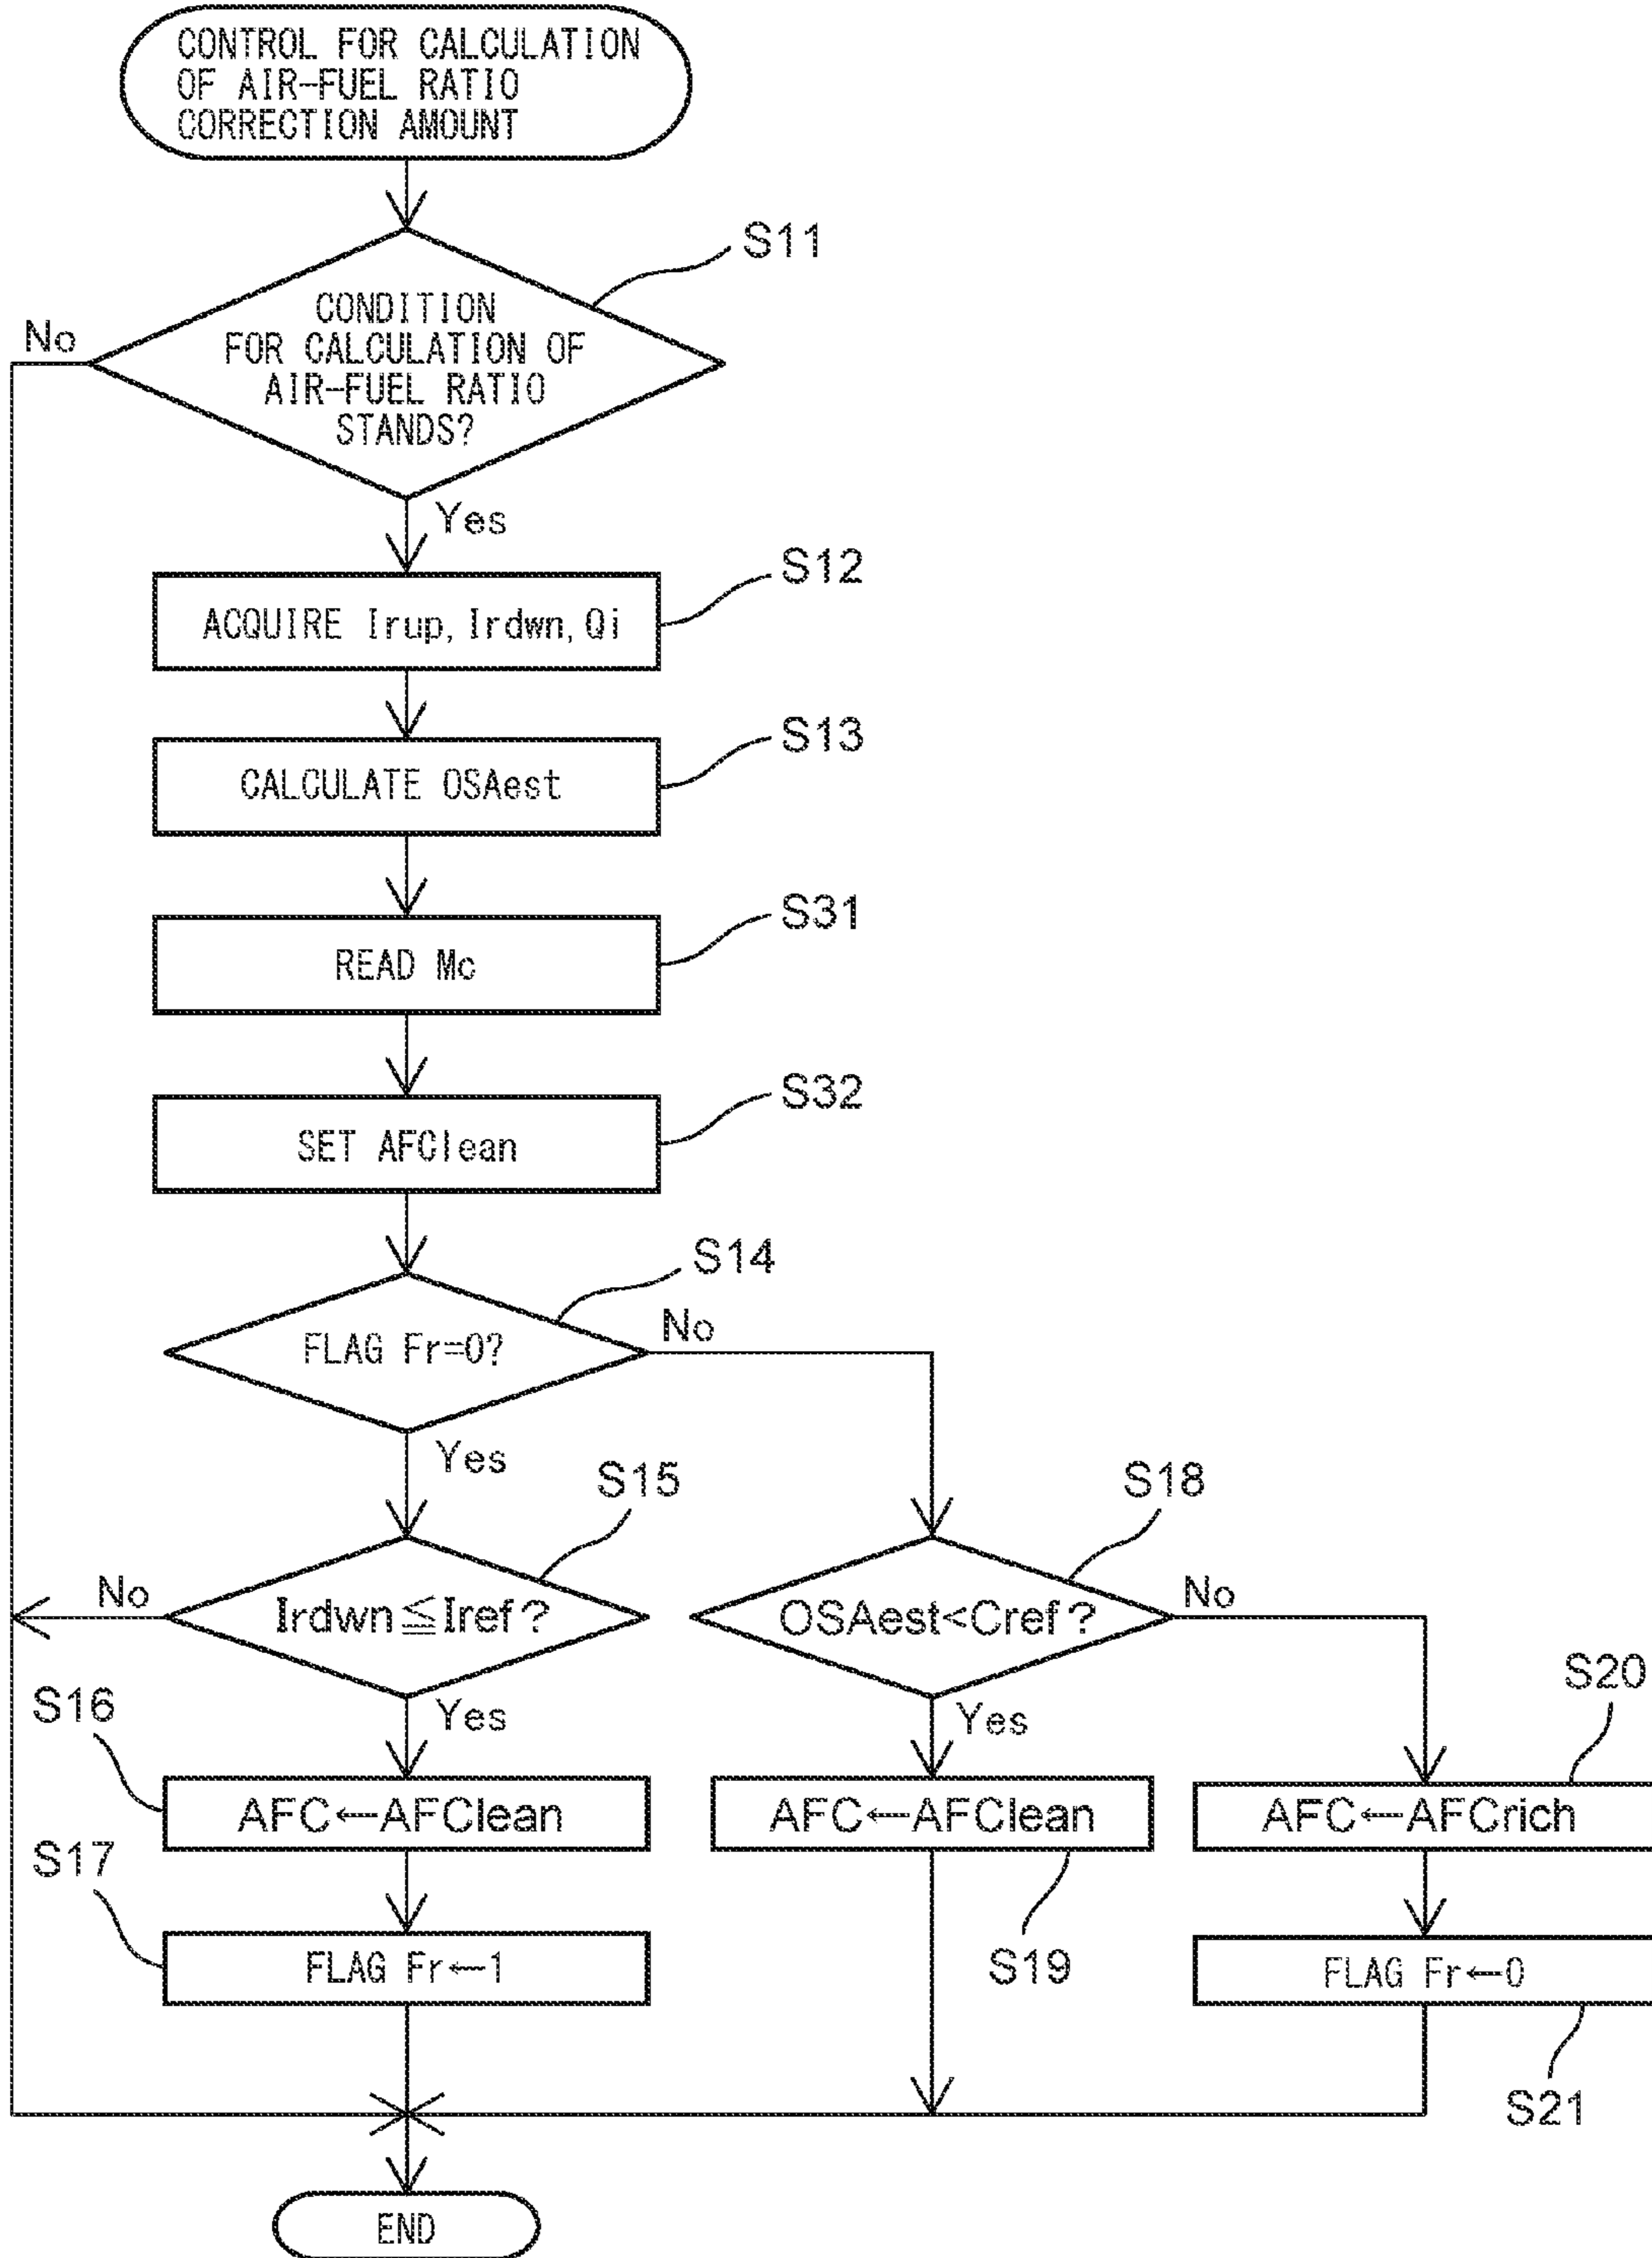 CONTROL FOR CALCULATION
OF AIR-FUEL RATIO
CORRECTION AMOUNT
S11
No
CONDITION
FOR CALCULATION OF
AIR-FUEL RATIO
STANDS?
Yes
S12
ACQUIRE Irup, Irdwn, Qi
S13
CALCULATE OSAest
S31
READ Mc
S32
SET AFClean
S14
FLAG Fr=0?
No
Yes
S15
S18
No
Irdwn≦Iref?
OSAest<Cref?
No
S16
Yes
Yes
S20
AFC←AFClean
AFC←AFClean
AFC←AFCrich
S17
FLAG Fr←1
S19
FLAG Fr←0
S21
END